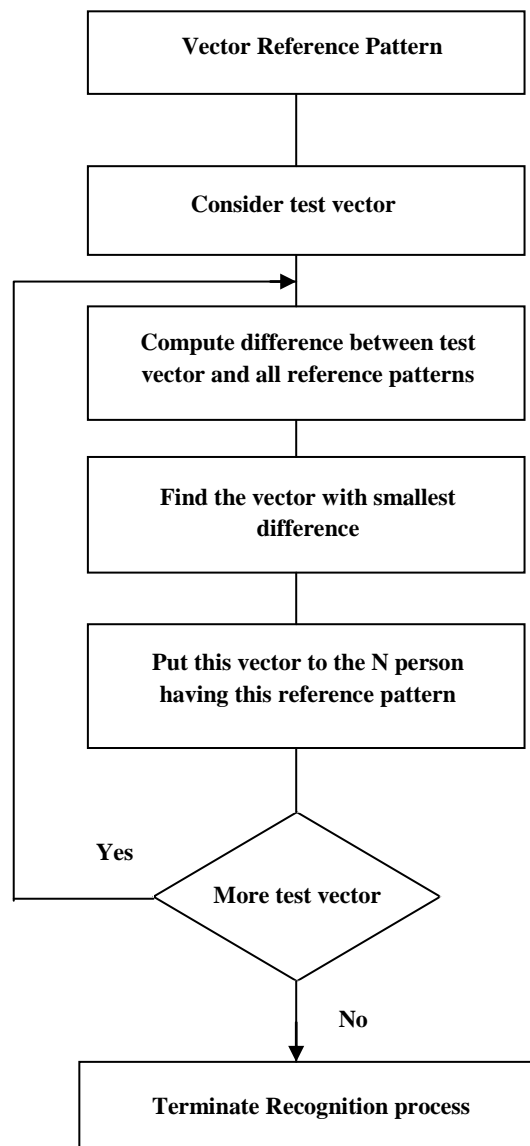 Vector Reference Pattern
Consider test vector
Compute difference between test
vector and all reference patterns
Find the vector with smallest
difference
Put this vector to the N person
having this reference pattern
Yes
More test vector
No
Terminate Recognition process